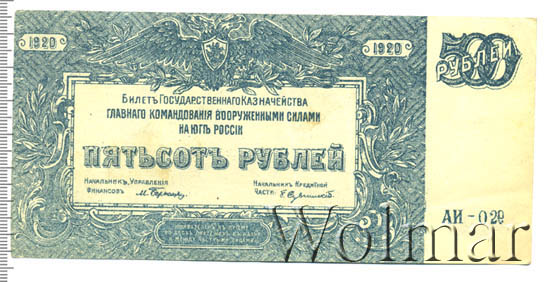 1920
1920
500
РУБЛЕЙ
БИЛЕТЪ ГОСУДАРСТВЕННАГО КАЗНАЧЕЙСТВА
ГЛАВНАГО КОМАНДОВАНІЯ ВООРУЖЕННЫМИ СИЛАМИ
НА ЮГѢ РОССІИ
ПЯТЬСОТЪ РУБЛЕЙ
НАЧАЛЬНИКЪ УПРАВЛЕНІЯ
ФИНАНСОВЪ
НАЧАЛЬНИКЪ КРЕДИТНОЙ
ЧАСТИ
АИ-029
Wolmar